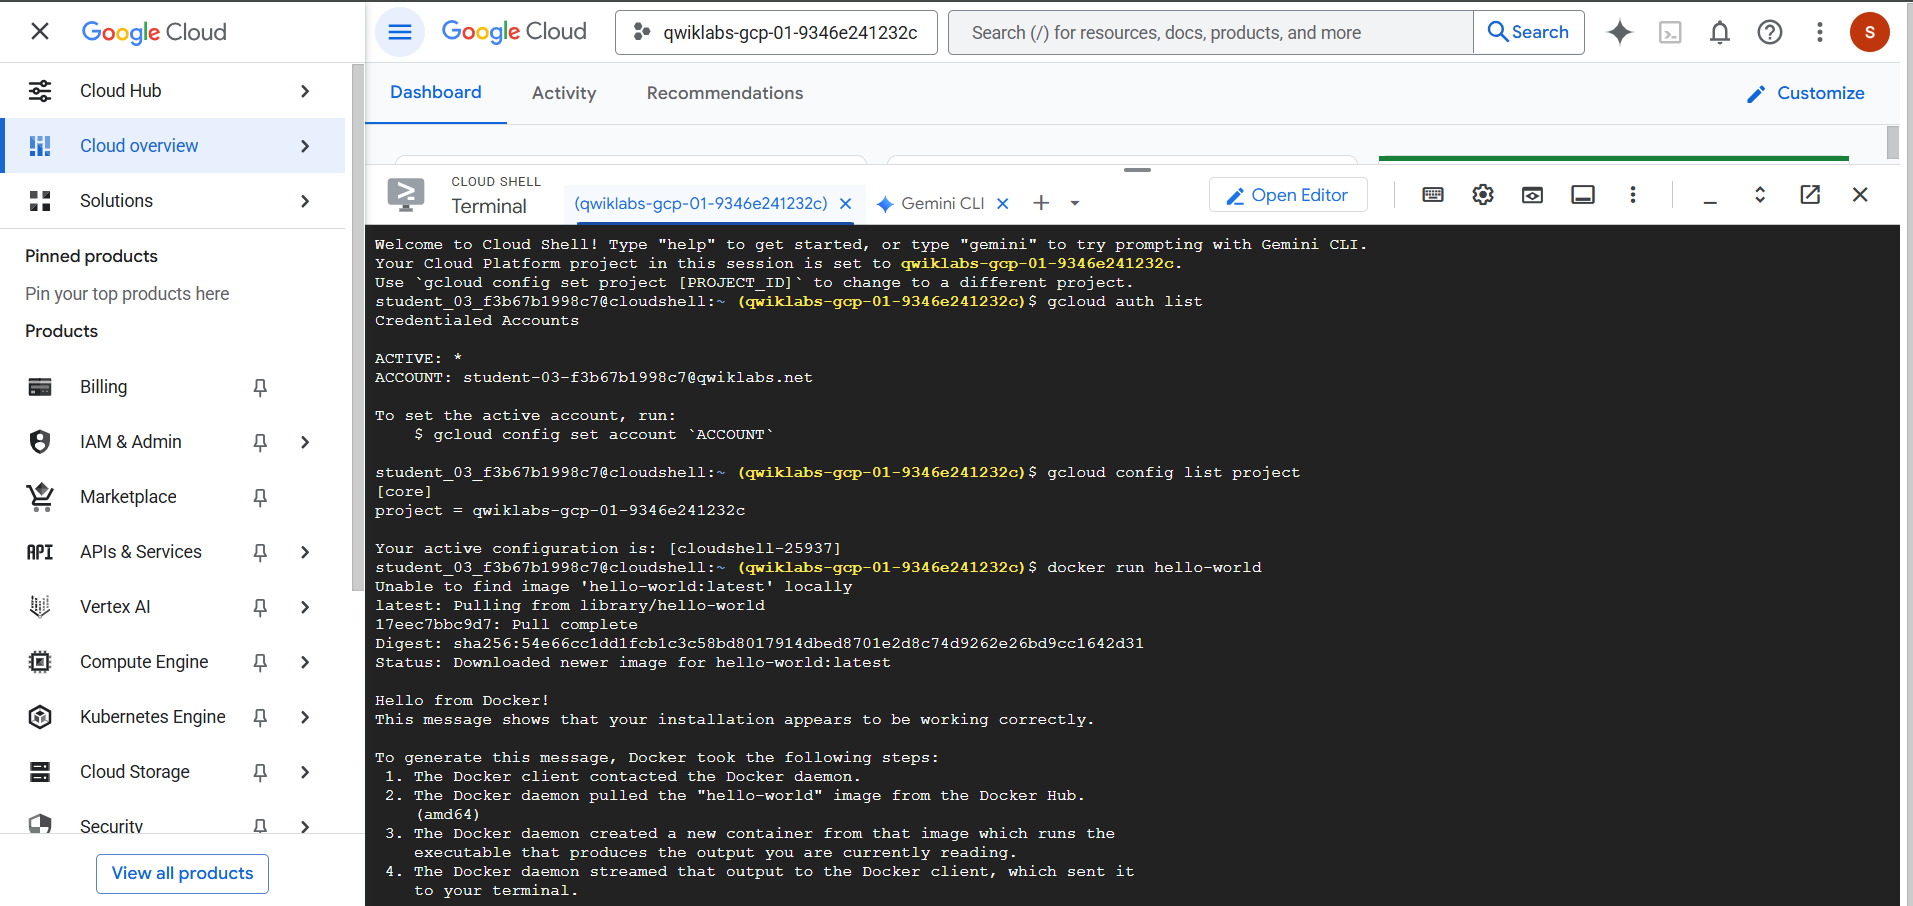 Google Cloud
Cloud Hub
Cloud overview
Solutions
Pinned products
Pin your top products here
Products
Billing
IAM & Admin
Marketplace
API APIs & Services
Vertex AI
Compute Engine
Kubernetes Engine
Cloud Storage
Security
View all products
Google Cloud
qwiklabs-gcp-01-9346e241232c
Search (/) for resources, docs, products, and more
Search
S
Dashboard
Activity
Recommendations
Customize
CLOUD SHELL
Terminal
(qwiklabs-gcp-01-9346e241232c)
Gemini CLI
Open Editor
Welcome to Cloud Shell! Type "help" to get started, or type "gemini" to try prompting with Gemini CLI.
Your Cloud Platform project in this session is set to qwiklabs-gcp-01-9346e241232c.
Use `gcloud config set project [PROJECT_ID]` to change to a different project.
student_03_f3b67b1998c7@cloudshell:~ (qwiklabs-gcp-01-9346e241232c)$ gcloud auth list
Credentialed Accounts
ACTIVE: *
ACCOUNT: student-03-f3b67b1998c7@qwiklabs.net
To set the active account, run:
$ gcloud config set account `ACCOUNT`
student_03_f3b67b1998c7@cloudshell:~ (qwiklabs-gcp-01-9346e241232c)$ gcloud config list project
[core]
project = qwiklabs-gcp-01-9346e241232c
Your active configuration is: [cloudshell-25937]
student_03_f3b67b1998c7@cloudshell:~ (qwiklabs-gcp-01-9346e241232c)$ docker run hello-world
Unable to find image 'hello-world:latest' locally
latest: Pulling from library/hello-world
17eec7bbc9d7: Pull complete
Digest: sha256:54e66cc1dd1fcb1c3c58bd8017914dbed8701e2d8c74d9262e26bd9cc1642d31
Status: Downloaded newer image for hello-world:latest
Hello from Docker!
This message shows that your installation appears to be working correctly.
To generate this message, Docker took the following steps:
1. The Docker client contacted the Docker daemon.
2. The Docker daemon pulled the "hello-world" image from the Docker Hub.
(amd64)
3. The Docker daemon created a new container from that image which runs the
executable that produces the output you are currently reading.
4. The Docker daemon streamed that output to the Docker client, which sent it
to your terminal.